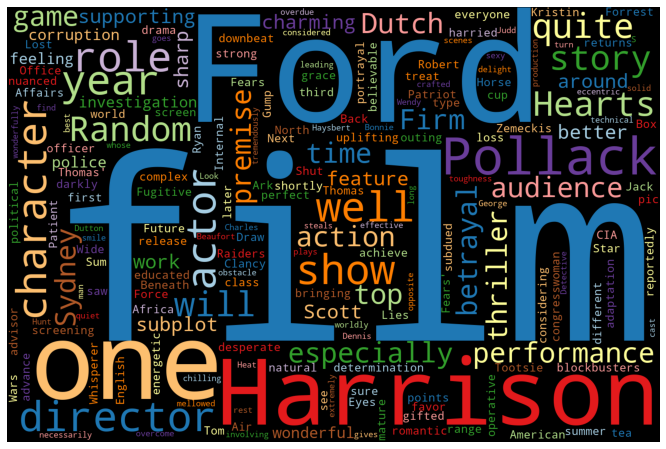 game
supporting
corruption
feeling
Lost
drama
Office
Affairs
role
year
Random
investigation
officer
police
character
Sydney
one
director
sharp
charming
downbeat
strong
Fears
grace
third
screen
nuanced
world
Ryan
Internal
actor
premise
overdue
considered
leading
portrayal
believable
tremendously
Robert
treat
Patriot
type
Gump
North
Haysbert
Back
Bonnie
Next
uplifting
outing
Ford
film
Dutch
everyone
harried
Kristin
Forrest
turn
returns
Judd
sexy
delight
crafted
scenes
Horse
cup
Zemeckis
Wendy
production
eccentric
solid
technical
quite
story
around
Hearts
better
Box
Pollack
audience
Firm
time
loss
Jack
pic
feature
action
show
well
Scott
Lies
top
will
work
subplot
complex
Future
release
educated
Beneath
Thomas
Fugitive
Ark
perfect
later
shortly
Shut
Look
Charles
Draw
Raiders
Clancy
obstacle
plays
steals
effective
achieve
class
bringing
Dennis
worldly
long
opposite
subdued
betrayal
thriller
George
CIA
Star
considering
congresswoman
different
adaptation
reportedly
Detective
cast
political
wonderfully
find
best
whose
goes
darkly
first
Patient
Dutton
smile
Wide
man
Sum
saw
Hunt
quiet
Force
Beaufort
Africa
screening
advisor
Wars
advance
necessarily
Whisperer
English
energetic
overcome
chilling
Tom
involving
Heat
rest
extremely
Air
wonderful
gives
desperate
natural
determination
especially
see
sure
Eyes
points
favor
gifted
romantic
mature
range
operative
Tootsie
blockbusters
performance
American
summer
tea
toughness
Harrison